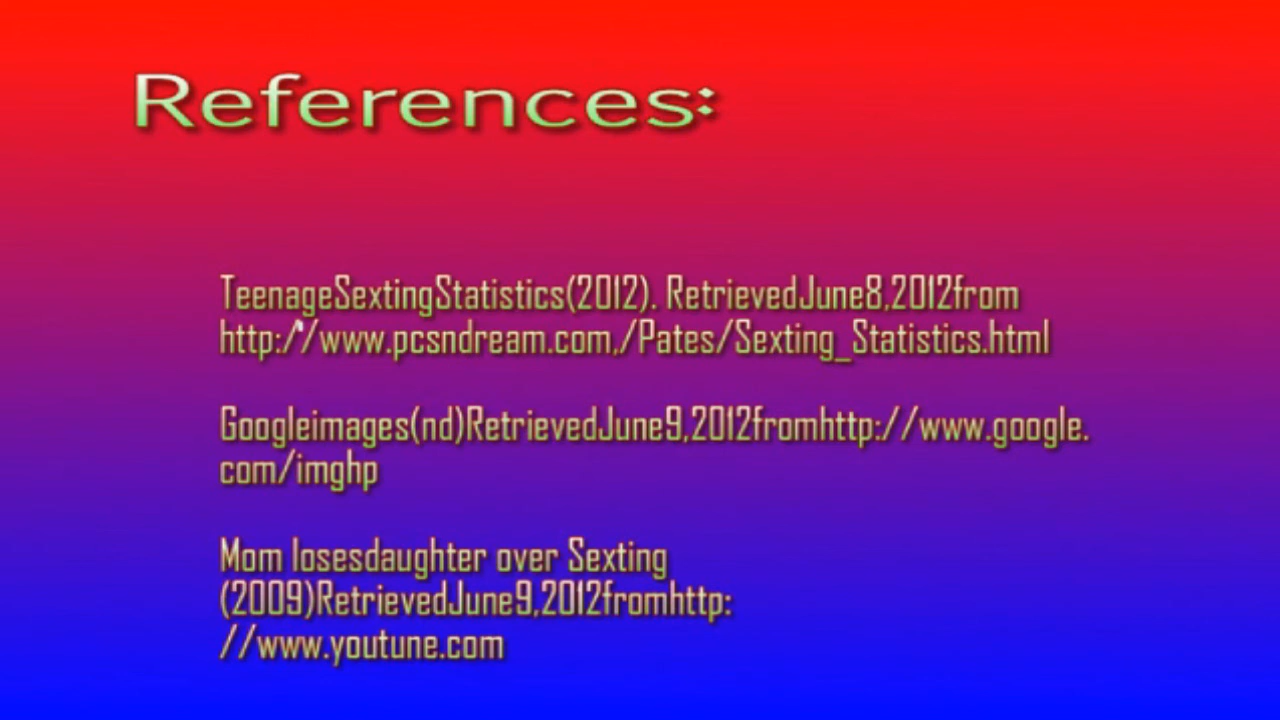 References:
TeenageSextingStatistics(2012). RetrievedJune8,2012from
http://www.pcsndream.com,/Pates/Sexting_Statistics.html
Googleimages(nd)RetrievedJune9,2012fromhttp://www.google.
com/imghp
Mom losesdaughter over Sexting
(2009)RetrievedJune9,2012fromhttp:
//www.youtune.com